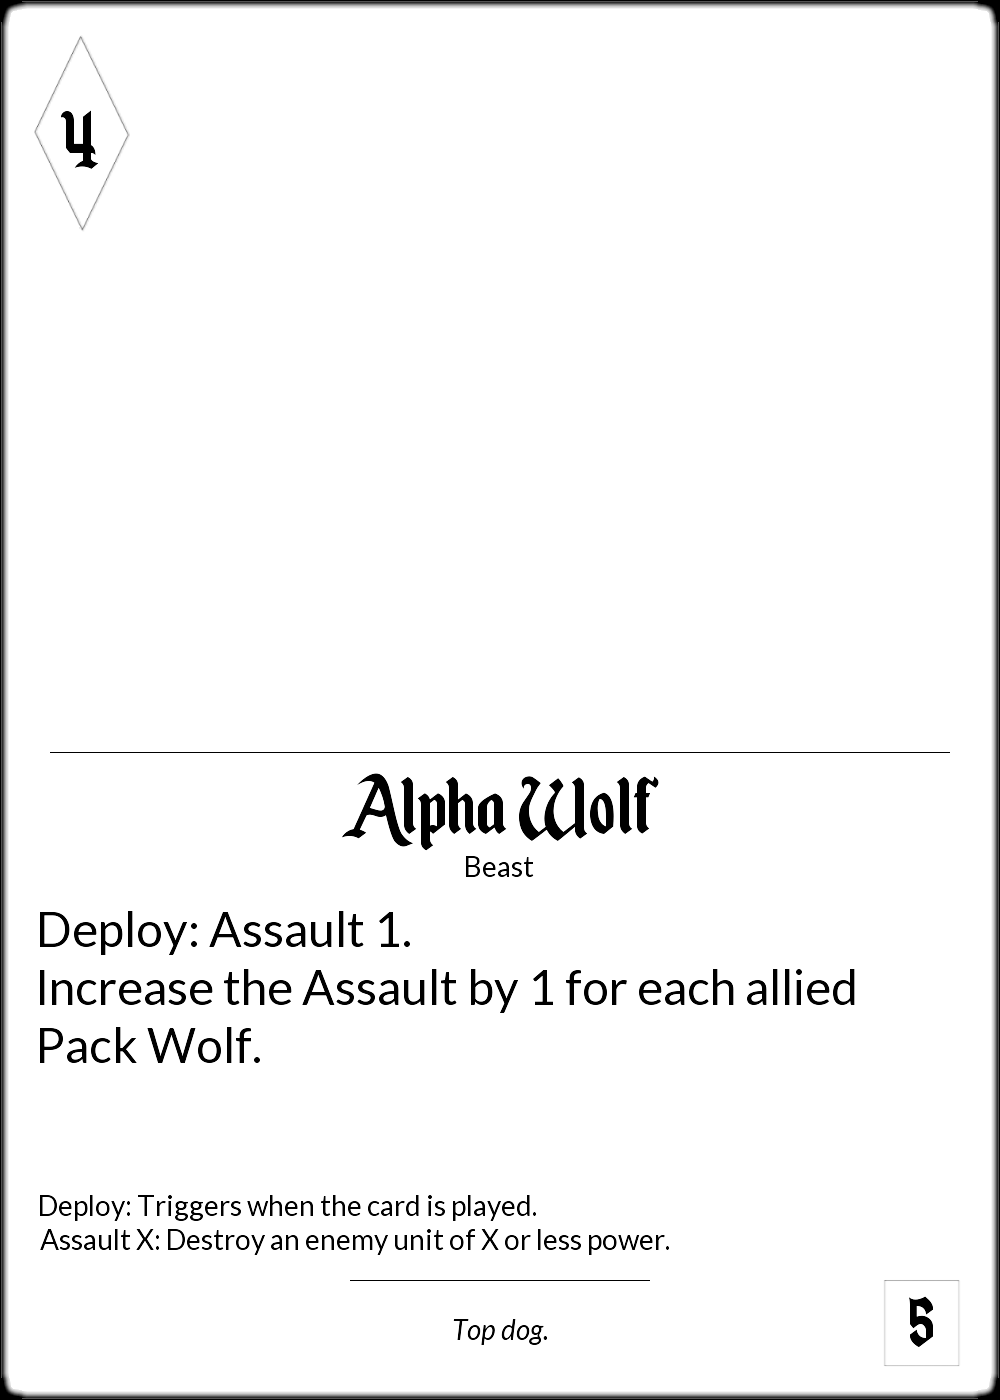 4
Alpha Wolf
Beast
Deploy: Assault 1.
Increase the Assault by 1 for each allied
Pack Wolf.
Deploy: Triggers when the card is played.
Assault X: Destroy an enemy unit of X or less power.
Top dog.
5